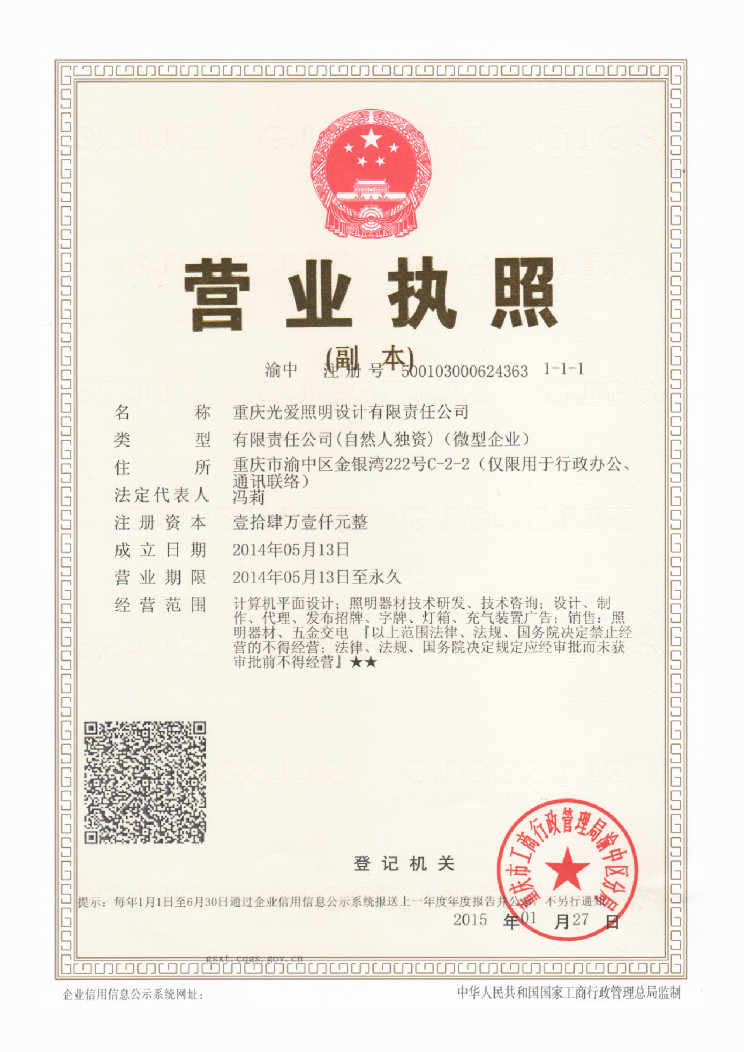 营业执照
(副 本)
渝中 注册号 500103000624363 1-1-1
名称 重庆光爱照明设计有限责任公司
类型 有限责任公司(自然人独资)(微型企业)
住所 重庆市渝中区金银湾222号C-2-2(仅限用于行政办公、
通讯联络)
法定代表人 冯莉
注册资本 壹拾肆万壹仟元整
成立日期 2014年05月13日
营业期限 2014年05月13日至永久
经营范围 计算机平面设计;照明器材技术研发、技术咨询;设计、制
作、代理、发布招牌、字牌、灯箱、充气装置广告;销售:照
明器材、五金交电 『以上范围法律、法规、国务院决定禁止经
营的不得经营;法律、法规、国务院决定规定应经审批而未获
审批前不得经营』★★
登记机关
重庆市工商行政管理局渝中区分局
提示:每年1月1日至6月30日通过企业信用信息公示系统报送上一年度年度报告并公示,不另行通知
2015 年 01 月 27 日
gsxt.cqgs.gov.cn
企业信用信息公示系统网址:
中华人民共和国国家工商行政管理总局监制